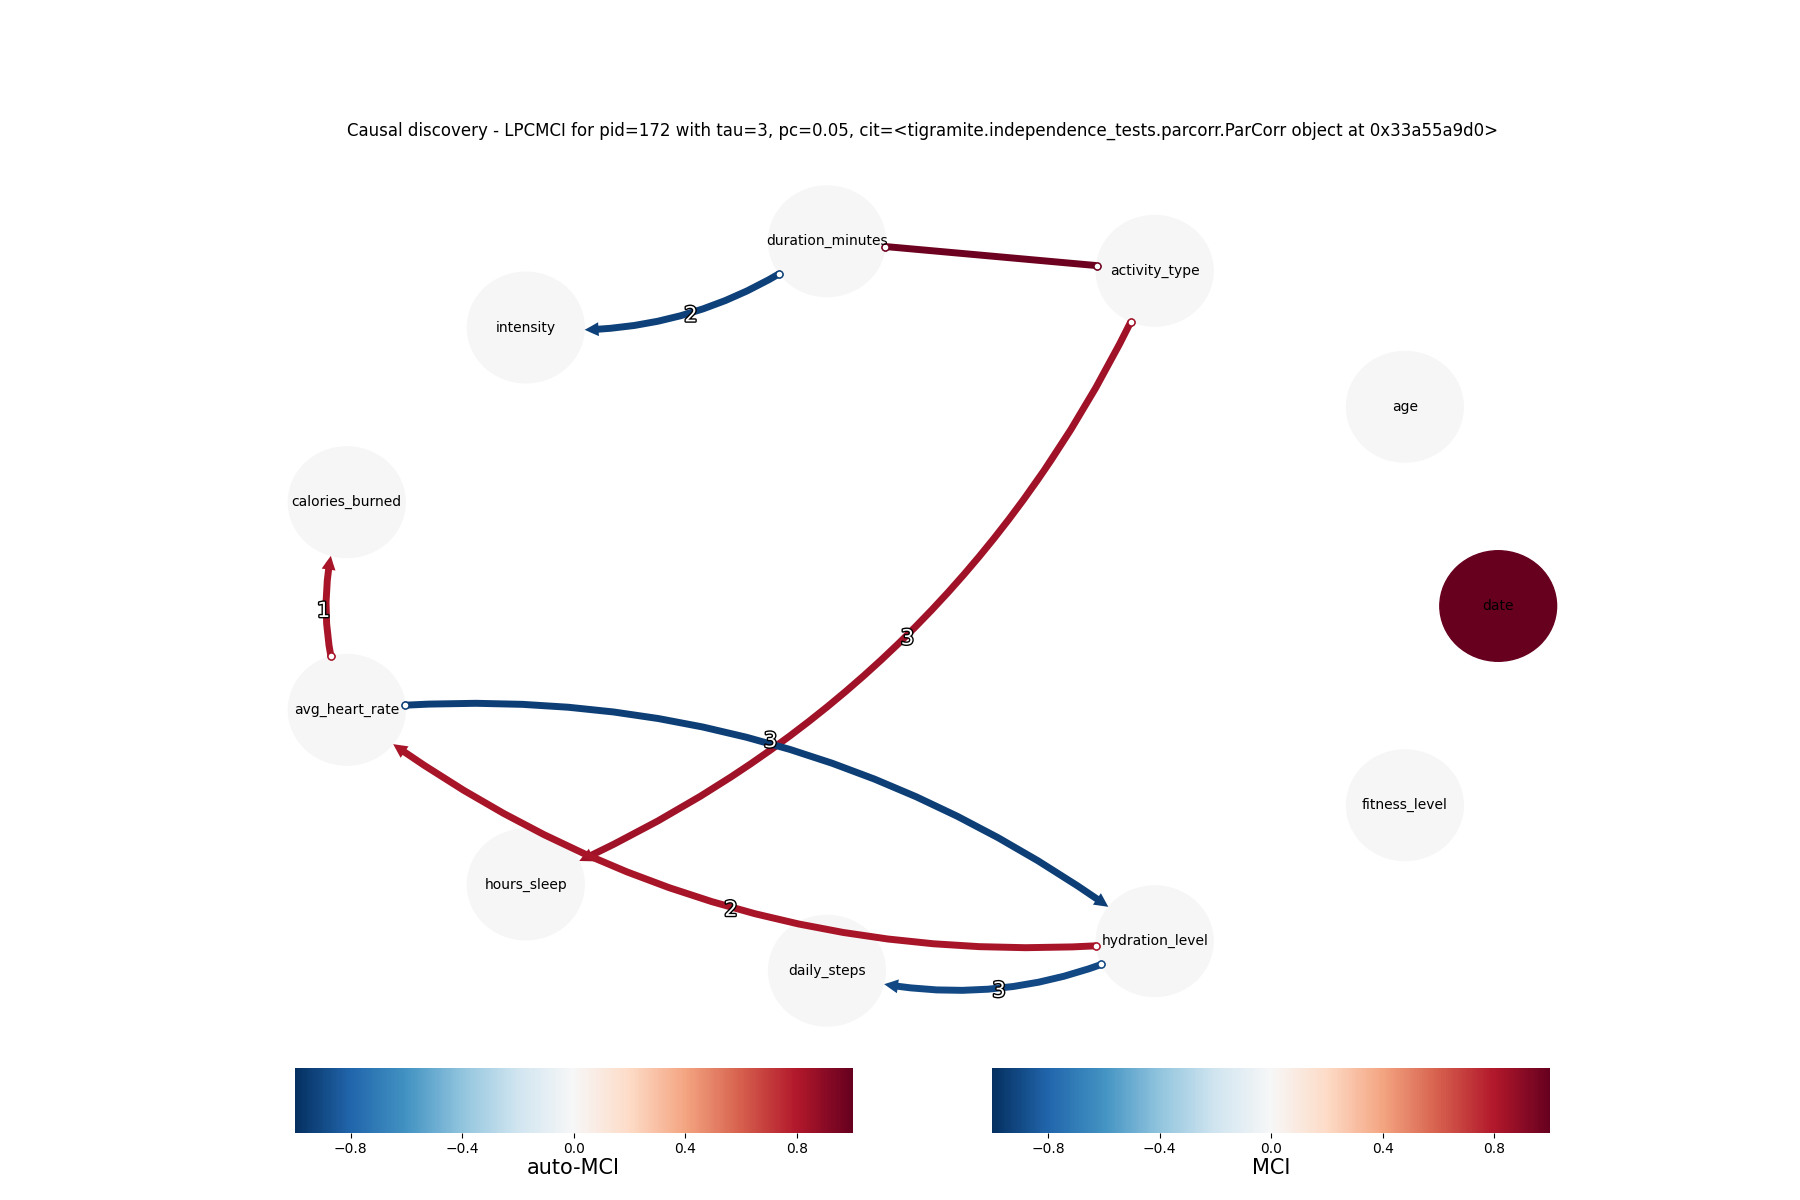 Causal discovery - LPCMCI for pid=172 with tau=3, pc=0.05, cit=<tigramite.independence_tests.parcorr.ParCorr object at 0x33a55a9d0>
duration_minutes
activity_type
intensity
2
age
calories_burned
date
1
3
avg_heart_rate
3
fitness_level
hours_sleep
2
hydration_level
daily_steps
3
−0.8 −0.4 0.0 0.4 0.8
auto-MCI
−0.8 −0.4 0.0 0.4 0.8
MCI